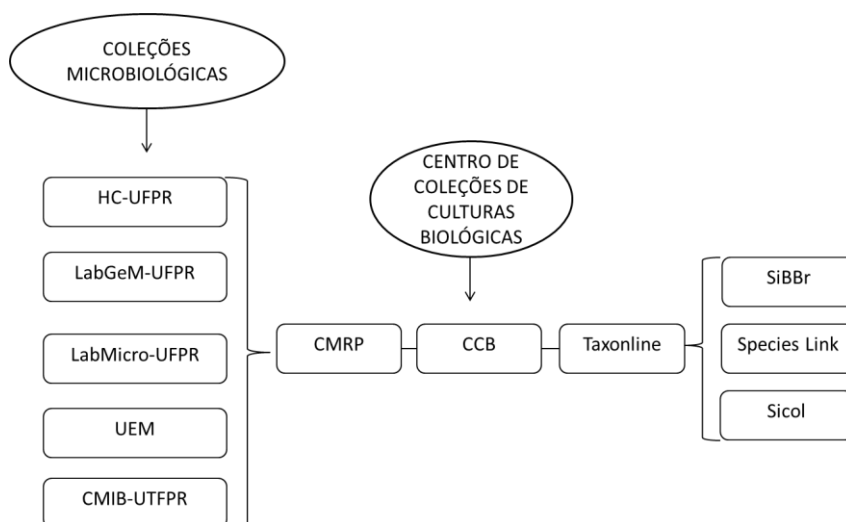 COLEÇÕES
MICROBIOLÓGICAS
HC-UFPR
LabGeM-UFPR
LabMicro-UFPR
UEM
CMIB-UTFPR
CENTRO DE
COLEÇÕES DE
CULTURAS
BIOLÓGICAS
CMRP
CCB
Taxonline
SiBBr
Species Link
Sicol